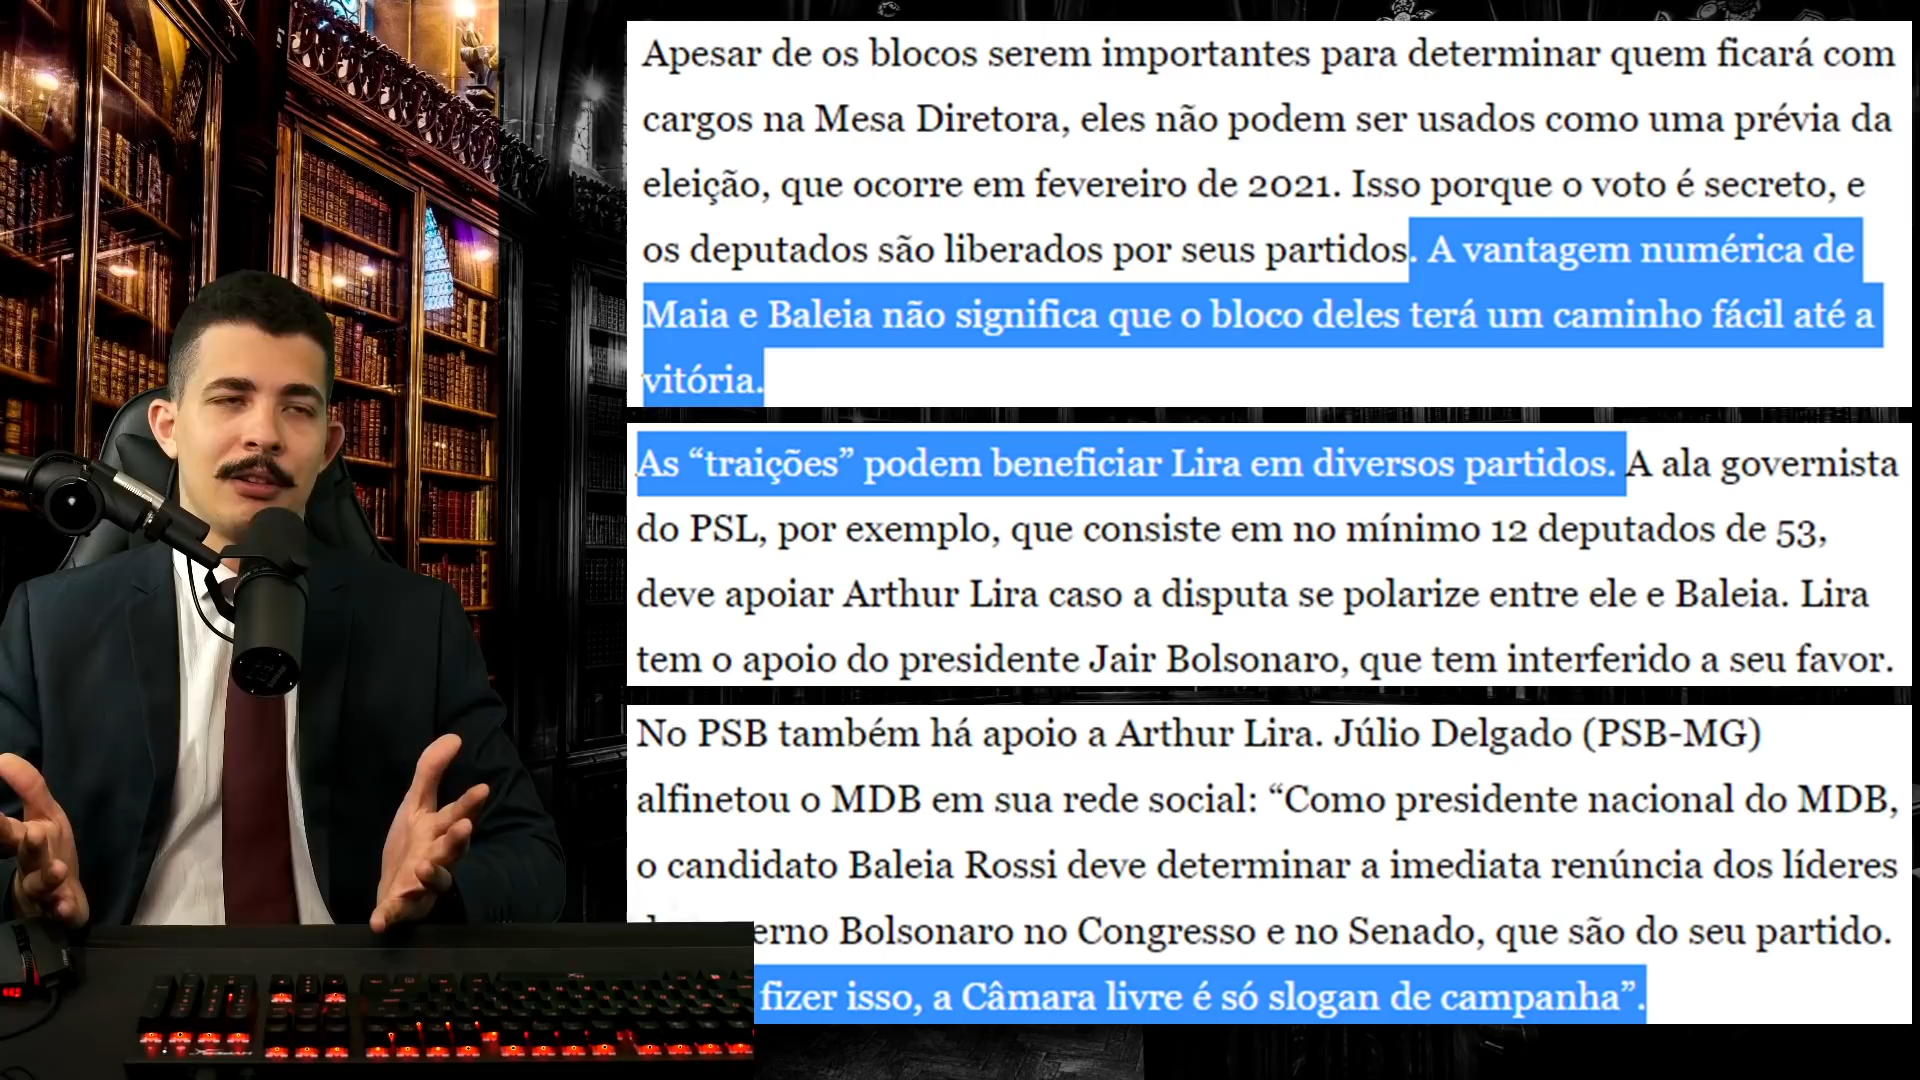 Apesar de os blocos serem importantes para determinar quem ficará com
cargos na Mesa Diretora, eles não podem ser usados como uma prévia da
eleição, que ocorre em fevereiro de 2021. Isso porque o voto é secreto, e
os deputados são liberados por seus partidos. A vantagem numérica de
Maia e Baleia não significa que o bloco deles terá um caminho fácil até a
vitória.
As “traições” podem beneficiar Lira em diversos partidos. A ala governista
do PSL, por exemplo, que consiste em no mínimo 12 deputados de 53,
deve apoiar Arthur Lira caso a disputa se polarize entre ele e Baleia. Lira
tem o apoio do presidente Jair Bolsonaro, que tem interferido a seu favor.
No PSB também há apoio a Arthur Lira. Júlio Delgado (PSB-MG)
alfinetou o MDB em sua rede social: “Como presidente nacional do MDB,
o candidato Baleia Rossi deve determinar a imediata renúncia dos líderes
erno Bolsonaro no Congresso e no Senado, que são do seu partido.
fizer isso, a Câmara livre é só slogan de campanha”.